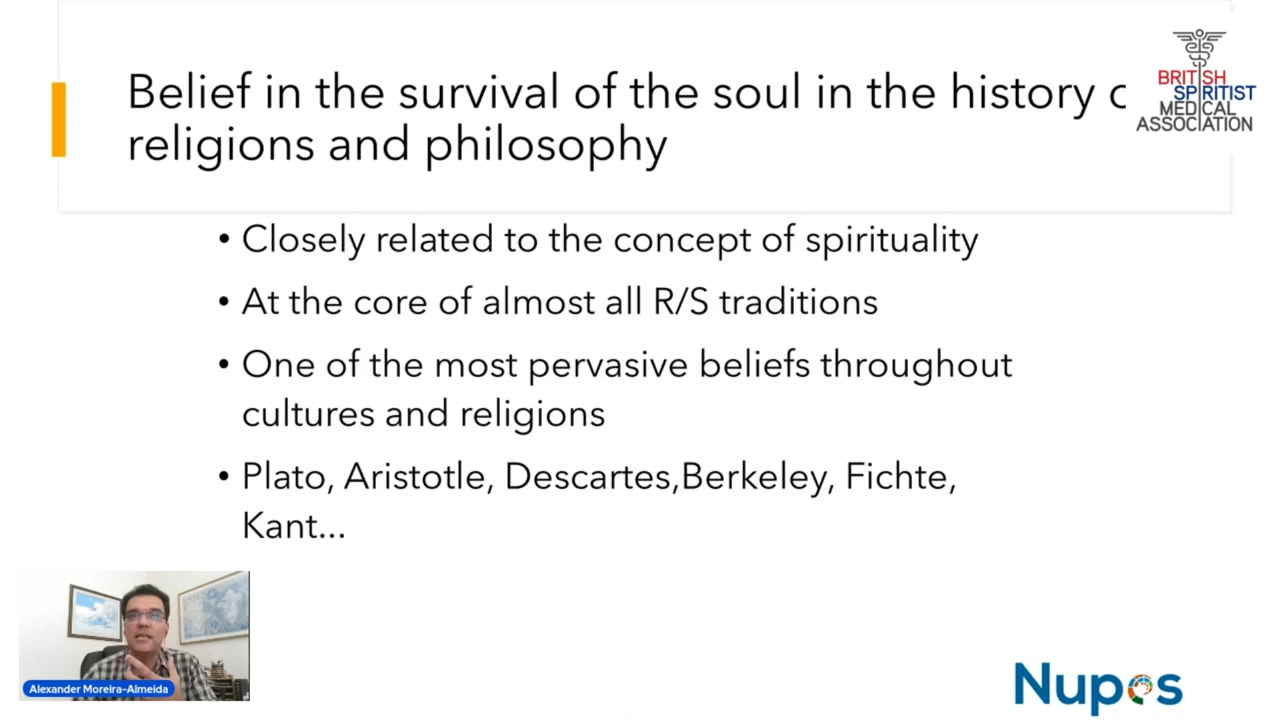 Belief in the survival of the soul in the history
religions and philosophy
BRITISH
SPIRITIST
MEDICAL
ASSOCIATION
• Closely related to the concept of spirituality
• At the core of almost all R/S traditions
• One of the most pervasive beliefs throughout
cultures and religions
• Plato, Aristotle, Descartes,Berkeley, Fichte,
Kant...
Alexander Moreira-Almeida
Nupes